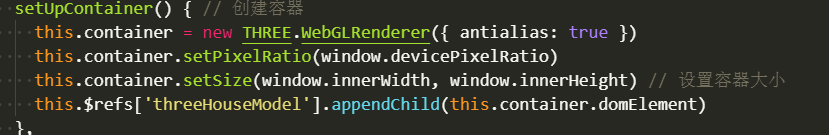 setUpContainer() { // 创建容器
this.container = new THREE.WebGLRenderer({ antialias: true })
this.container.setPixelRatio(window.devicePixelRatio)
this.container.setSize(window.innerWidth, window.innerHeight) // 设置容器大小
this.$refs['threeHouseModel'].appendChild(this.container.domElement)
},